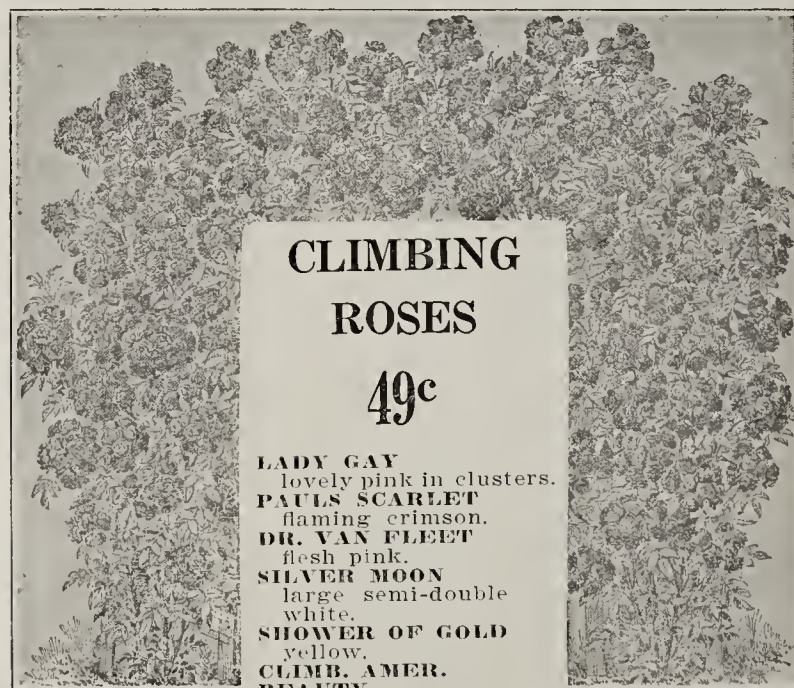 CLIMBING
ROSES
49c
LADY GAY
lovely pink in clusters.
PAULS SCARLET
flaming crimson.
DR. VAN FLEET
flesh pink.
SILVER MOON
large semi-double
white.
SHOWER OF GOLD
yellow.
CLIMB. AMER.
BEAUTY